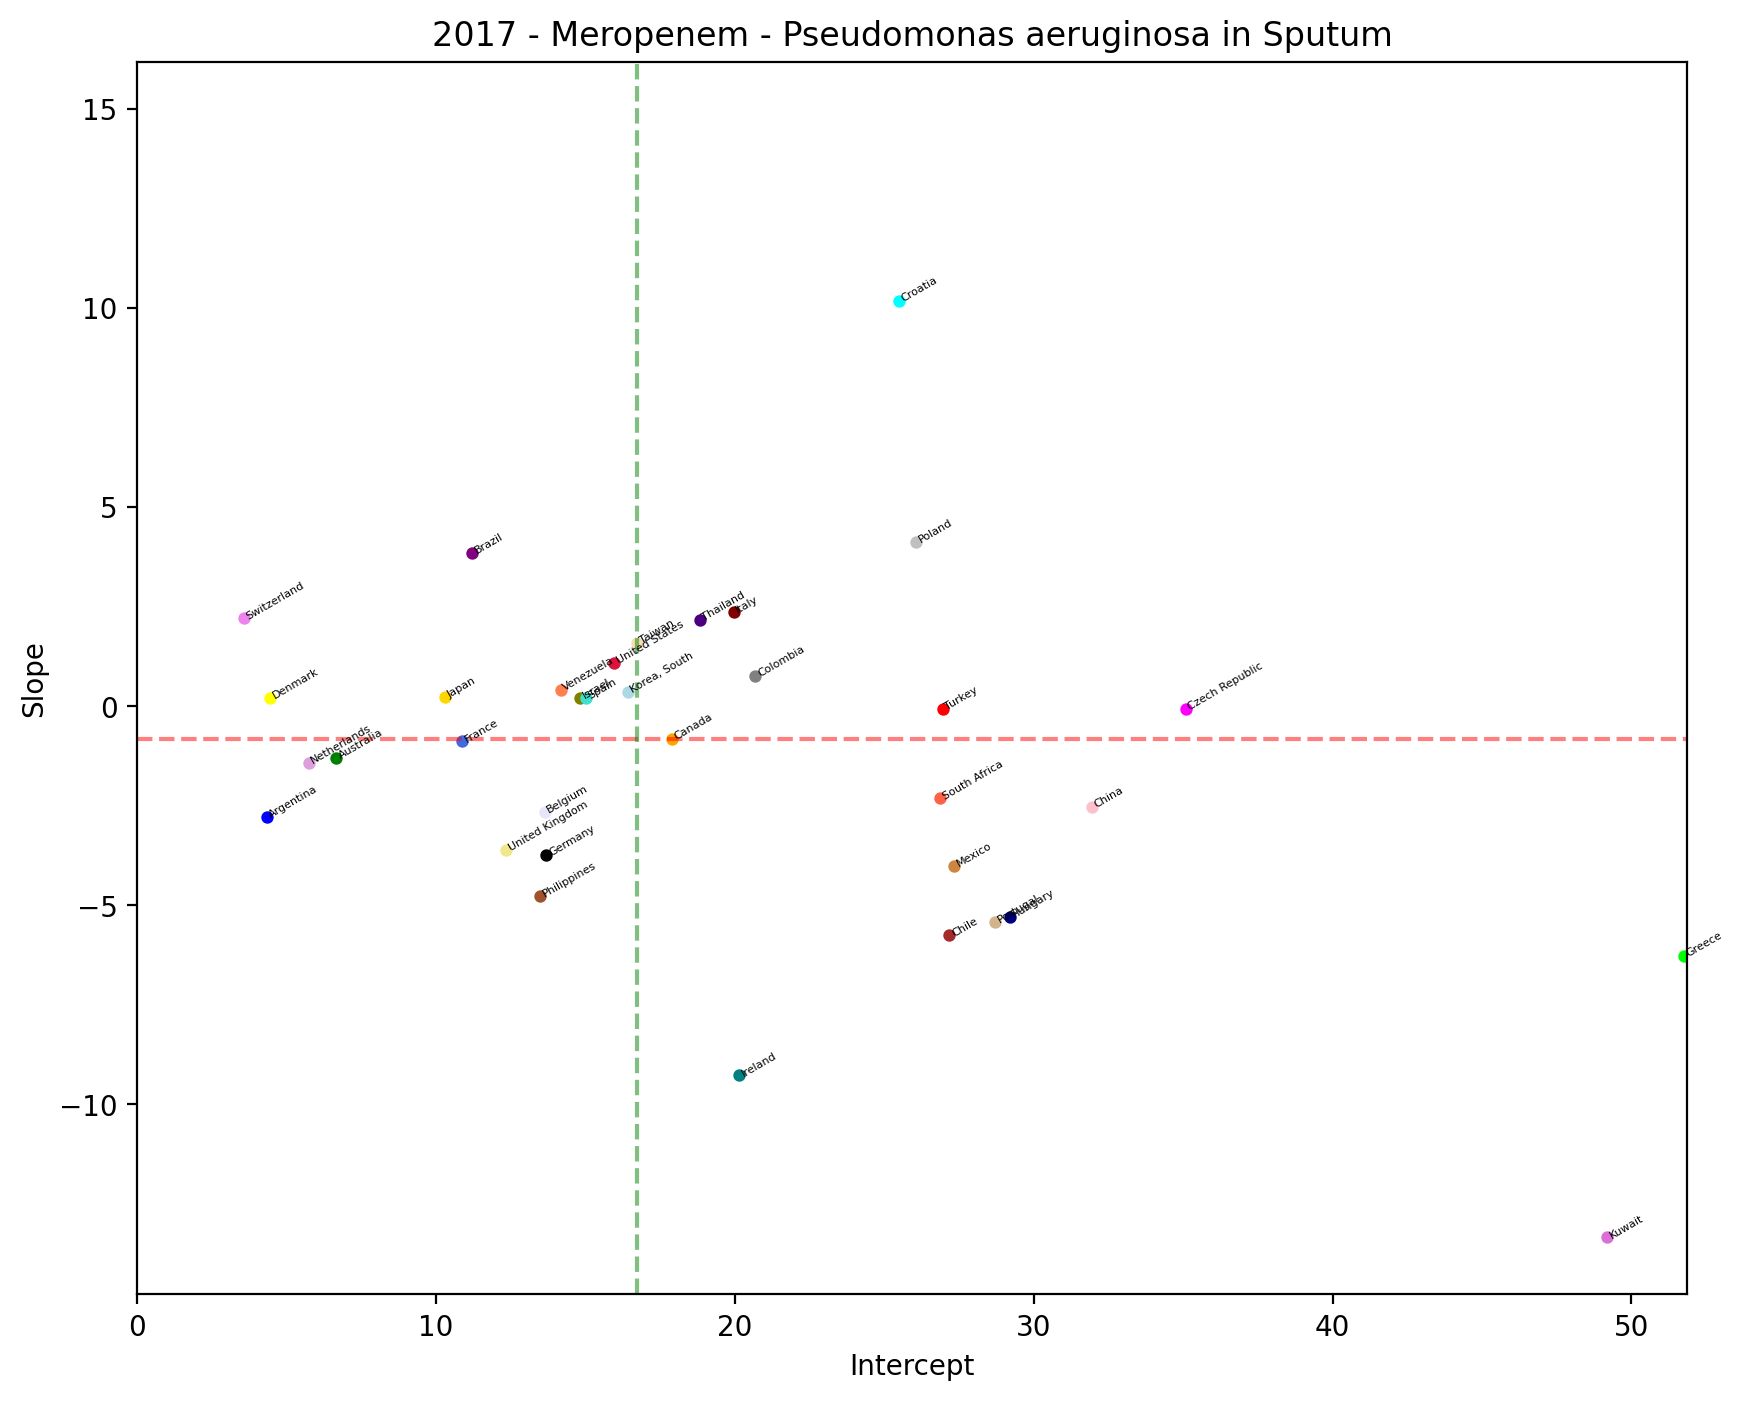 2017 - Meropenem - Pseudomonas aeruginosa in Sputum
15
10
5
0
−5
−10
Slope
Croatia
Poland
Brazil
Switzerland
Thailand
Italy
Taiwan
United States
Colombia
Korea, South
Venezuela
Israel
Spain
Denmark
Japan
Turkey
Czech Republic
Canada
France
Netherlands
Australia
Argentina
South Africa
China
Belgium
United Kingdom
Germany
Mexico
Philippines
Portugal
Hungary
Chile
Greece
Ireland
Kuwait
0
10
20
30
40
50
Intercept